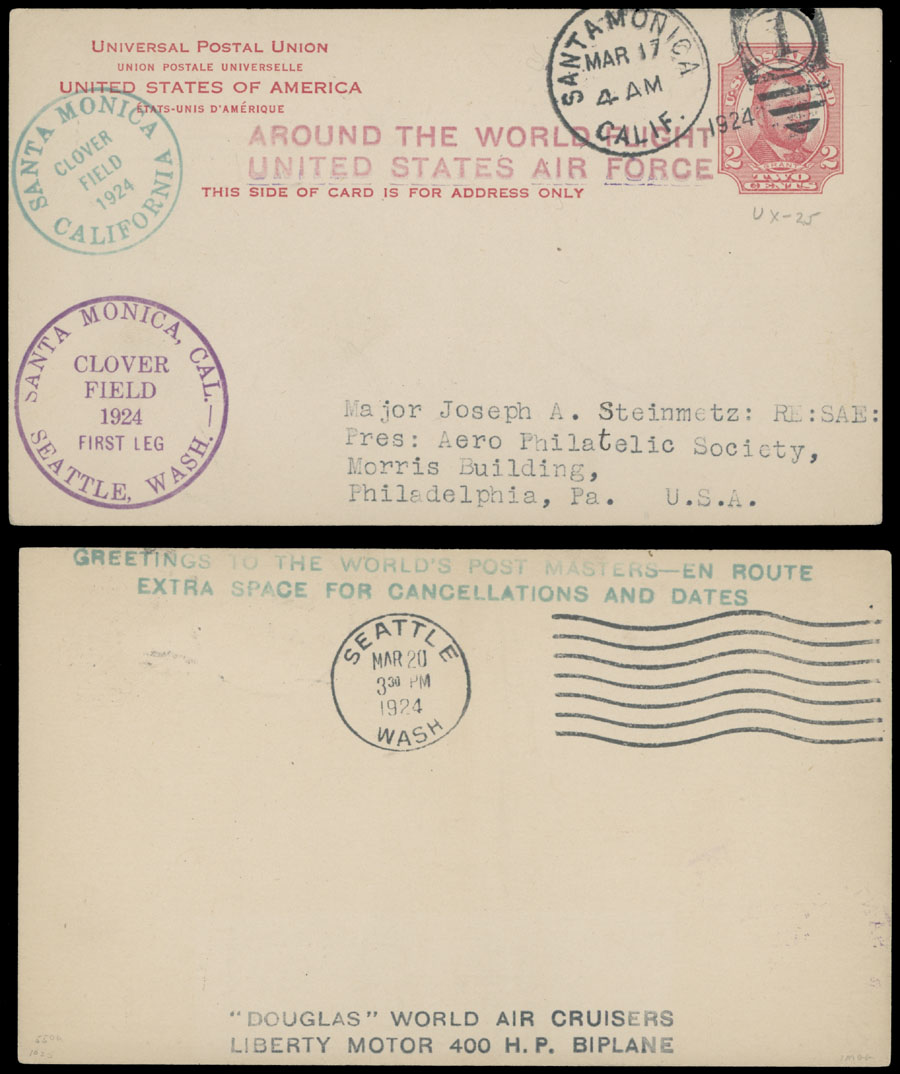 UNIVERSAL POSTAL UNION
UNION POSTALE UNIVERSELLE
UNITED STATES OF AMERICA
ÉTATS-UNIS D'AMÉRIQUE
AROUND THE WORLD FLIGHT
UNITED STATES AIR FORCE
THIS SIDE OF CARD IS FOR ADDRESS ONLY
SANTA MONICA
MAR 17
4 AM
CALIF.
1924
1
2 GRANT 2
TWO
CENTS
UX-25
SANTA MONICA
CLOVER
FIELD
1924
CALIFORNIA
SANTA MONICA, CAL.—
CLOVER
FIELD
1924
FIRST LEG
SEATTLE, WASH.
Major Joseph A. Steinmetz: RE:SAE:
Pres: Aero Philatelic Society,
Morris Building,
Philadelphia, Pa. U.S.A.
GREETINGS TO THE WORLD'S POST MASTERS—EN ROUTE
EXTRA SPACE FOR CANCELLATIONS AND DATES
SEATTLE
MAR 20
3 30 PM
1924
WASH
"DOUGLAS" WORLD AIR CRUISERS
LIBERTY MOTOR 400 H.P. BIPLANE